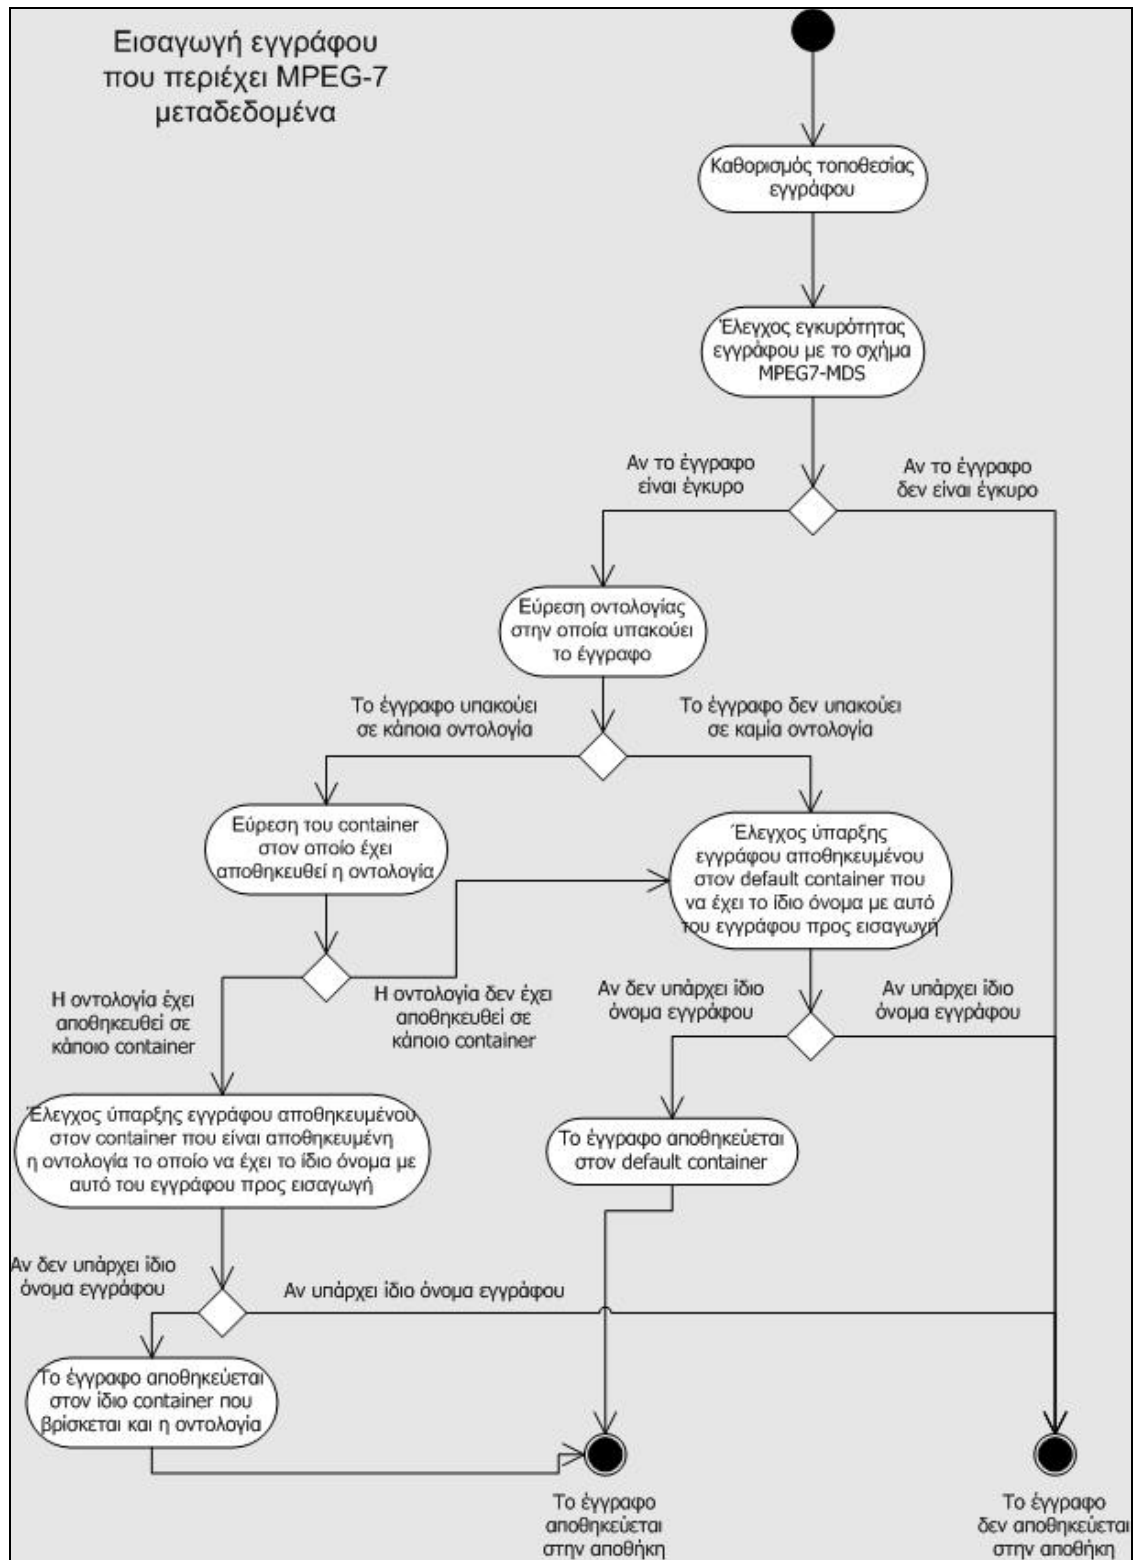 Εισαγωγή εγγράφου
που περιέχει MPEG-7
μεταδεδομένα
Καθορισμός τοποθεσίας
εγγράφου
Έλεγχος εγκυρότητας
εγγράφου με το σχήμα
MPEG7-MDS
Αν το έγγραφο
είναι έγκυρο
Αν το έγγραφο
δεν είναι έγκυρο
Εύρεση οντολογίας
στην οποία υπακούει
το έγγραφο
Το έγγραφο υπακούει
σε κάποια οντολογία
Το έγγραφο δεν υπακούει
σε καμία οντολογία
Εύρεση του container
στον οποίο έχει
αποθηκευθεί η οντολογία
Έλεγχος ύπαρξης
εγγράφου αποθηκευμένου
στον default container που
να έχει το ίδιο όνομα με αυτό
του εγγράφου προς εισαγωγή
Η οντολογία έχει
αποθηκευθεί σε
κάποιο container
Η οντολογία δεν έχει
αποθηκευθεί σε
κάποιο container
Αν δεν υπάρχει ίδιο
όνομα εγγράφου
Αν υπάρχει ίδιο
όνομα εγγράφου
Έλεγχος ύπαρξης εγγράφου αποθηκευμένου
στον container που είναι αποθηκευμένη
η οντολογία το οποίο να έχει το ίδιο όνομα με
αυτό του εγγράφου προς εισαγωγή
Το έγγραφο αποθηκεύεται
στον default container
Αν δεν υπάρχει ίδιο
όνομα εγγράφου
Αν υπάρχει ίδιο όνομα εγγράφου
Το έγγραφο αποθηκεύεται
στον ίδιο container που
βρίσκεται και η οντολογία
Το έγγραφο
αποθηκεύεται
στην αποθήκη
Το έγγραφο
δεν αποθηκεύεται
στην αποθήκη